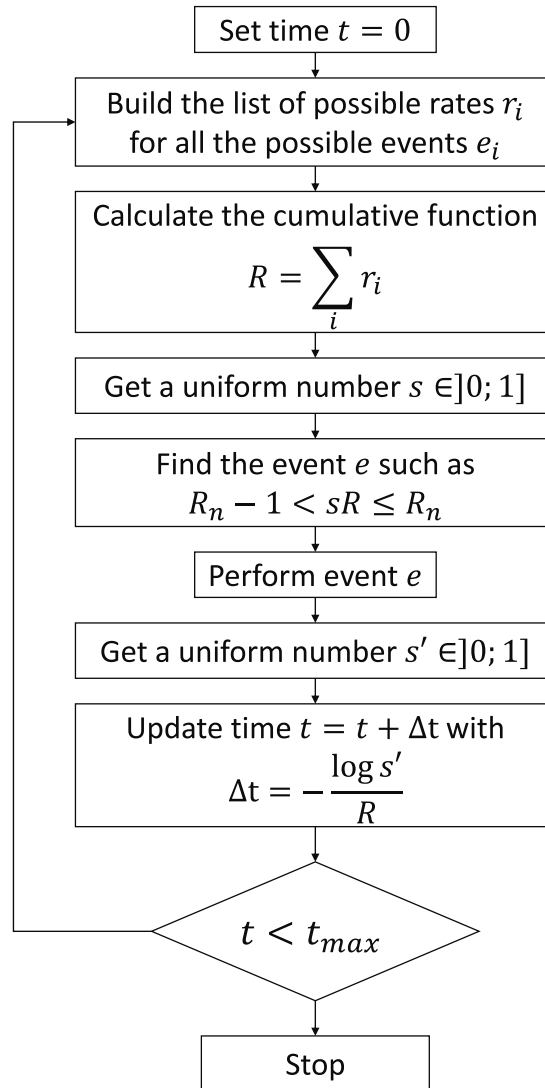 Set time t = 0
Build the list of possible rates r_i
for all the possible events e_i
Calculate the cumulative function
R = ∑_i r_i
Get a uniform number s ∈]0; 1]
Find the event e such as
R_n − 1 < sR ≤ R_n
Perform event e
Get a uniform number s′ ∈]0; 1]
Update time t = t + Δt with
Δt = − log s′ / R
t < t_max
Stop